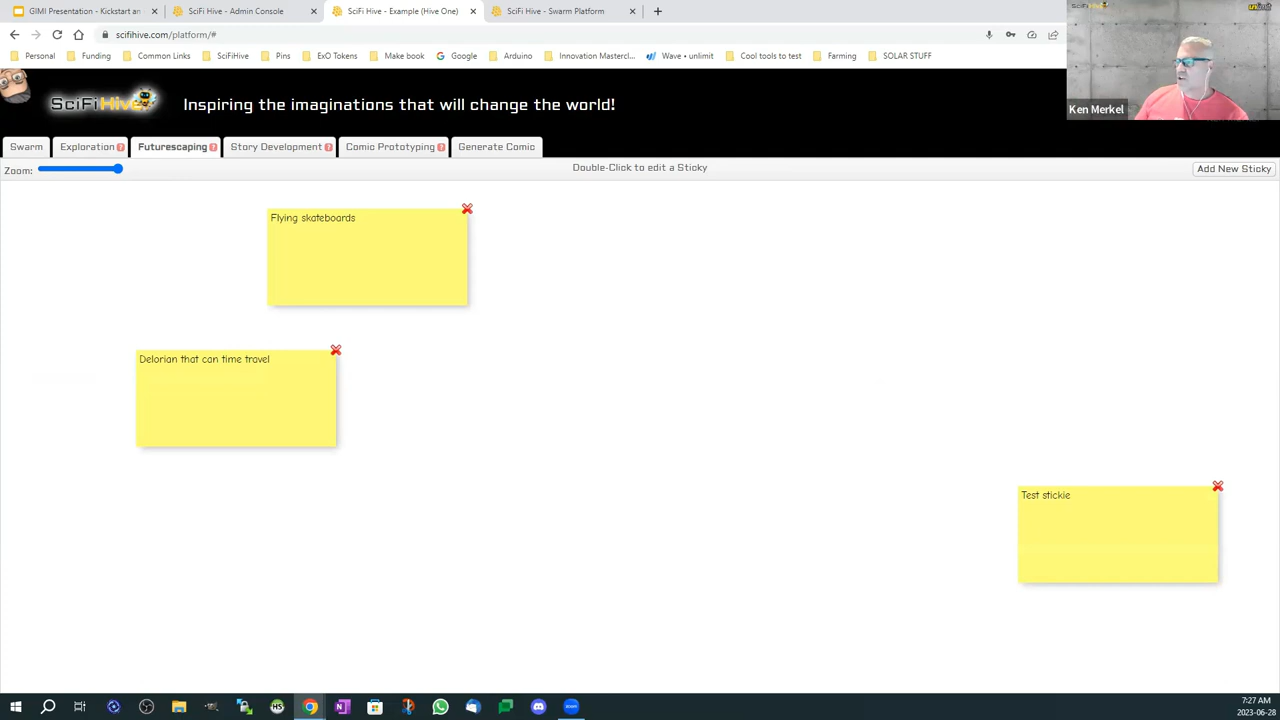 GIMI Presentation - Kickstart an
SciFi Hive - Admin Console
SciFi Hive - Example (Hive One)
SciFi Hive - Swarm Platform
scifihive.com/platform/#
Personal
Funding
Common Links
SciFiHive
Pins
ExO Tokens
Make book
Google
Arduino
Innovation Mastercl...
Wave • unlimit
Cool tools to test
Farming
SOLAR STUFF
SciFiHive
unlimit
Ken Merkel
SciFiHive
Inspiring the imaginations that will change the world!
Swarm
Exploration ?
Futurescaping ?
Story Development ?
Comic Prototyping ?
Generate Comic
Zoom:
Double-Click to edit a Sticky
Add New Sticky
Flying skateboards
Delorian that can time travel
Test stickie
7:27 AM
2023-06-28